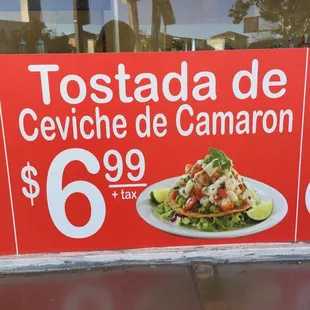 Tostada de
Ceviche de Camaron
$6.99
+ tax